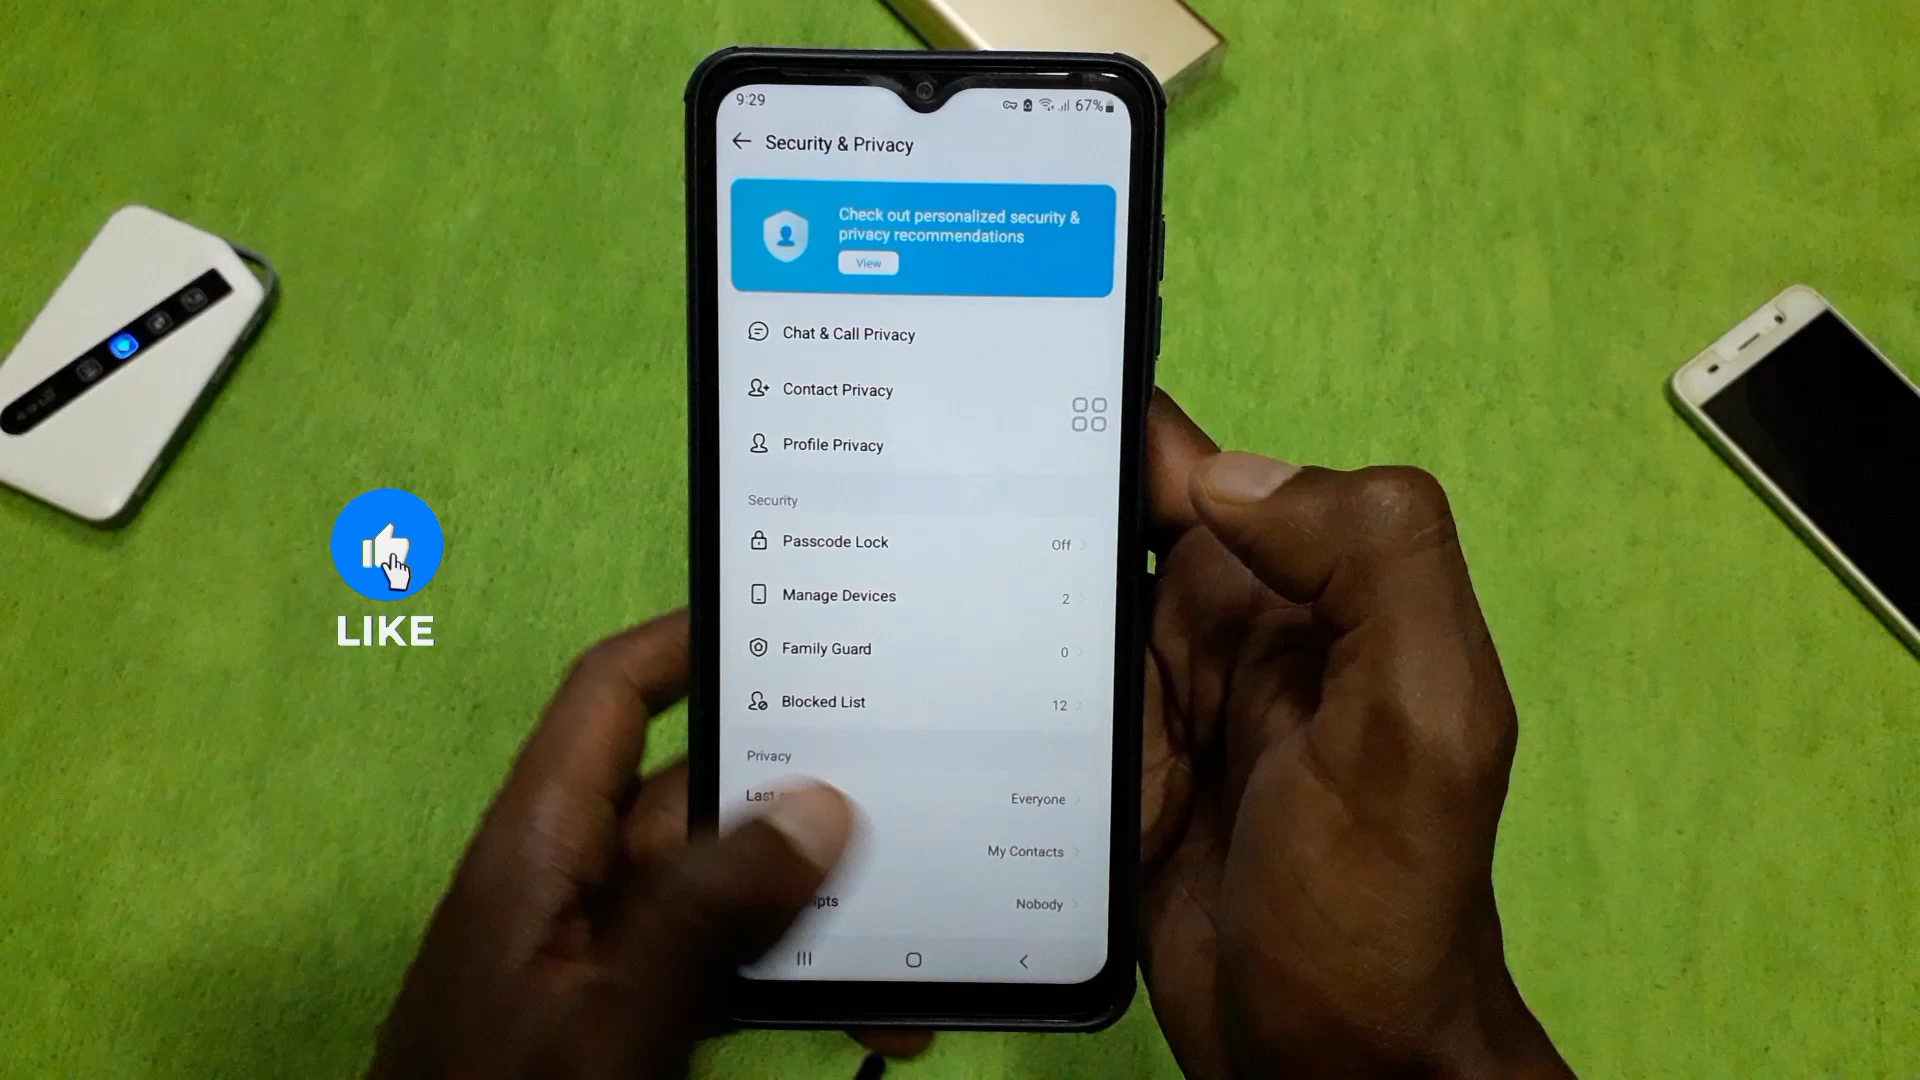 9:29
67%
Security & Privacy
Check out personalized security &
privacy recommendations
View
Chat & Call Privacy
Contact Privacy
Profile Privacy
Security
Passcode Lock Off
Manage Devices 2
Family Guard 0
Blocked List 12
Privacy
Last Everyone
My Contacts
Nobody
LIKE